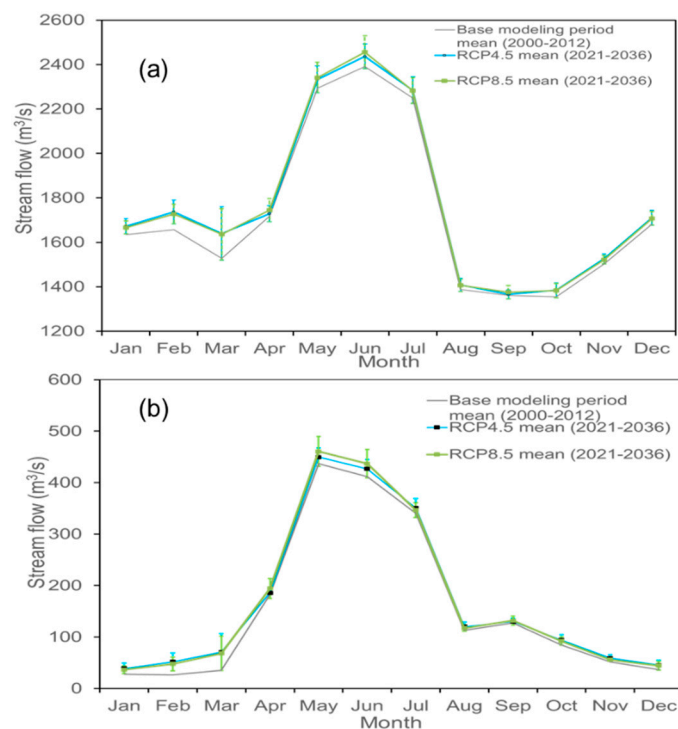 (a)
Base modeling period
mean (2000-2012)
RCP4.5 mean (2021-2036)
RCP8.5 mean (2021-2036)
Stream flow (m³/s)
2600
2400
2200
2000
1800
1600
1400
1200
Jan Feb Mar Apr May Jun Jul Aug Sep Oct Nov Dec
Month
(b)
Base modeling period
mean (2000-2012)
RCP4.5 mean (2021-2036)
RCP8.5 mean (2021-2036)
Stream flow (m³/s)
600
500
400
300
200
100
0
Jan Feb Mar Apr May Jun Jul Aug Sep Oct Nov Dec
Month